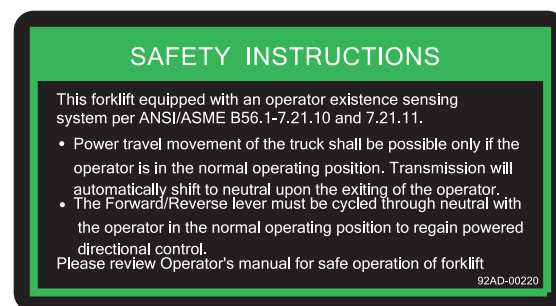 SAFETY INSTRUCTIONS
This forklift equipped with an operator existence sensing
system per ANSI/ASME B56.1-7.21.10 and 7.21.11.
• Power travel movement of the truck shall be possible only if the
operator is in the normal operating position. Transmission will
automatically shift to neutral upon the exiting of the operator.
• The Forward/Reverse lever must be cycled through neutral with
the operator in the normal operating position to regain powered
directional control.
Please review Operator's manual for safe operation of forklift
92AD-00220